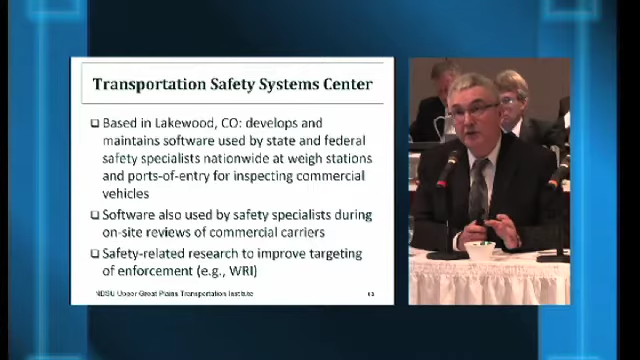 Transportation Safety Systems Center
Based in Lakewood, CO: develops and
maintains software used by state and federal
safety specialists nationwide at weigh stations
and ports-of-entry for inspecting commercial
vehicles
Software also used by safety specialists during
on-site reviews of commercial carriers
Safety-related research to improve targeting
of enforcement (e.g., WRI)
NDSU Upper Great Plains Transportation Institute